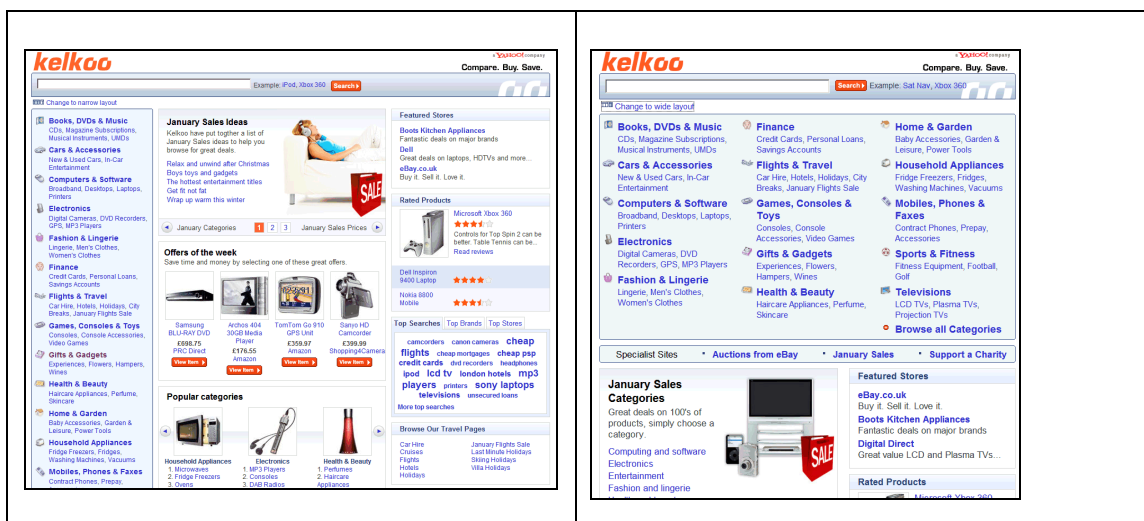 kelkoo
a YAHOO! company
Compare. Buy. Save.
Example: iPod, Xbox 360 Search
Change to narrow layout
Books, DVDs & Music
CDs, Magazine Subscriptions,
Musical Instruments, UMDs
Cars & Accessories
New & Used Cars, In-Car
Entertainment
Computers & Software
Broadband, Desktops, Laptops,
Printers
Electronics
Digital Cameras, DVD Recorders,
GPS, MP3 Players
Fashion & Lingerie
Lingerie, Men's Clothes,
Women's Clothes
Finance
Credit Cards, Personal Loans,
Savings Accounts
Flights & Travel
Car Hire, Hotels, Holidays, City
Breaks, January Flights Sale
Games, Consoles & Toys
Consoles, Console Accessories,
Video Games
Gifts & Gadgets
Experiences, Flowers, Hampers,
Wines
Health & Beauty
Haircare Appliances, Perfume,
Skincare
Home & Garden
Baby Accessories, Garden &
Leisure, Power Tools
Household Appliances
Fridge Freezers, Fridges,
Washing Machines, Vacuums
Mobiles, Phones & Faxes
Contract Phones, Prepay,
January Sales Ideas
Kelkoo have put togther a list of
January Sales ideas to help you
browse for great deals.
Relax and unwind after Christmas
Boys toys and gadgets
The hottest entertainment titles
Get fit not fat
Wrap up warm this winter
SALE
January Categories 1 2 3 January Sales Prices
Offers of the week
Save time and money by selecting one of these great offers.
Samsung
BLU-RAY DVD
£698.75
PRC Direct
View Item
Archos 404
30GB Media
Player
£176.55
Amazon
View Item
TomTom Go 910
GPS Unit
£359.97
Amazon
View Item
Sanyo HD
Camcorder
£399.99
Shopping4Camera
View Item
Popular categories
Household Appliances
1. Microwaves
2. Fridge Freezers
3. Ovens
Electronics
1. MP3 Players
2. Consoles
3. DAB Radios
Health & Beauty
1. Perfumes
2. Haircare
Appliances
Featured Stores
Boots Kitchen Appliances
Fantastic deals on major brands
Dell
Great deals on laptops, HDTVs and more...
eBay.co.uk
Buy it. Sell it. Love it.
Rated Products
Microsoft Xbox 360
Controls for Top Spin 2 can be
better. Table Tennis can be...
Read reviews
Dell Inspiron
9400 Laptop
Nokia 8800
Mobile
Top Searches Top Brands Top Stores
camcorders canon cameras cheap
flights cheap mortgages cheap psp
credit cards dvd recorders headphones
ipod lcd tv london hotels mp3
players printers sony laptops
televisions unsecured loans
More top searches
Browse Our Travel Pages
Car Hire
Cruises
Flights
Hotels
Holidays
January Flights Sale
Last Minute Holidays
Skiing Holidays
Villa Holidays
kelkoo
a YAHOO! company
Compare. Buy. Save.
Search Example: Sat Nav, Xbox 360
Change to wide layout
Books, DVDs & Music
CDs, Magazine Subscriptions,
Musical Instruments, UMDs
Cars & Accessories
New & Used Cars, In-Car
Entertainment
Computers & Software
Broadband, Desktops, Laptops,
Printers
Electronics
Digital Cameras, DVD
Recorders, GPS, MP3 Players
Fashion & Lingerie
Lingerie, Men's Clothes,
Women's Clothes
Finance
Credit Cards, Personal Loans,
Savings Accounts
Flights & Travel
Car Hire, Hotels, Holidays, City
Breaks, January Flights Sale
Games, Consoles &
Toys
Consoles, Console
Accessories, Video Games
Gifts & Gadgets
Experiences, Flowers,
Hampers, Wines
Health & Beauty
Haircare Appliances, Perfume,
Skincare
Home & Garden
Baby Accessories, Garden &
Leisure, Power Tools
Household Appliances
Fridge Freezers, Fridges,
Washing Machines, Vacuums
Mobiles, Phones &
Faxes
Contract Phones, Prepay,
Accessories
Sports & Fitness
Fitness Equipment, Football,
Golf
Televisions
LCD TVs, Plasma TVs,
Projection TVs
Browse all Categories
Specialist Sites • Auctions from eBay • January Sales • Support a Charity
January Sales
Categories
Great deals on 100's of
products, simply choose a
category.
Computing and software
Electronics
Entertainment
Fashion and lingerie
SALE
Featured Stores
eBay.co.uk
Buy it. Sell it. Love it.
Boots Kitchen Appliances
Fantastic deals on major brands
Digital Direct
Great value LCD and Plasma TVs...
Rated Products
Microsoft Xbox 360